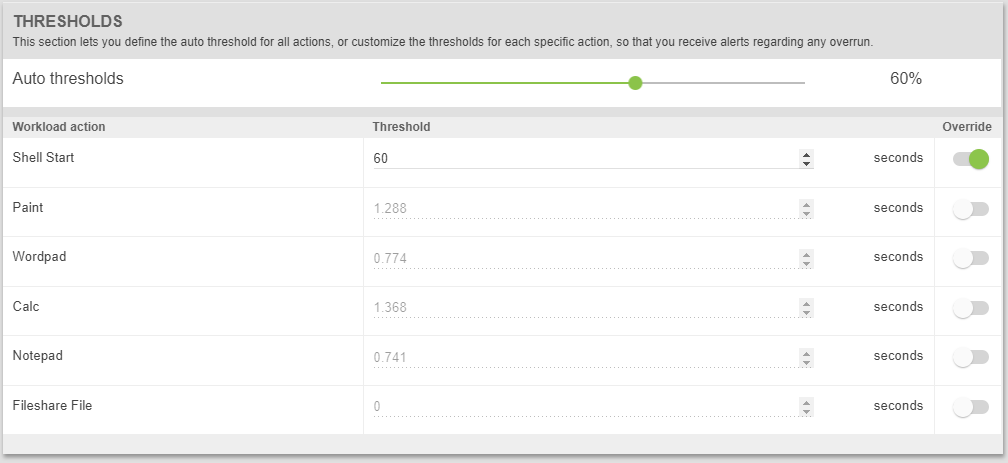 THRESHOLDS
This section lets you define the auto threshold for all actions, or customize the thresholds for each specific action, so that you receive alerts regarding any overrun.
Auto thresholds 60%
Workload action Threshold Override
Shell Start 60 seconds
Paint 1.288 seconds
Wordpad 0.774 seconds
Calc 1.368 seconds
Notepad 0.741 seconds
Fileshare File 0 seconds